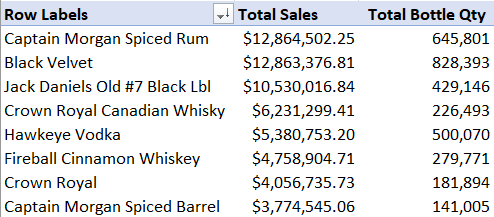 Row Labels Total Sales Total Bottle Qty
Captain Morgan Spiced Rum $12,864,502.25 645,801
Black Velvet $12,863,376.81 828,393
Jack Daniels Old #7 Black Lbl $10,530,016.84 429,146
Crown Royal Canadian Whisky $6,231,299.41 226,493
Hawkeye Vodka $5,380,753.20 500,070
Fireball Cinnamon Whiskey $4,758,904.71 279,771
Crown Royal $4,056,735.73 181,894
Captain Morgan Spiced Barrel $3,774,545.06 141,005